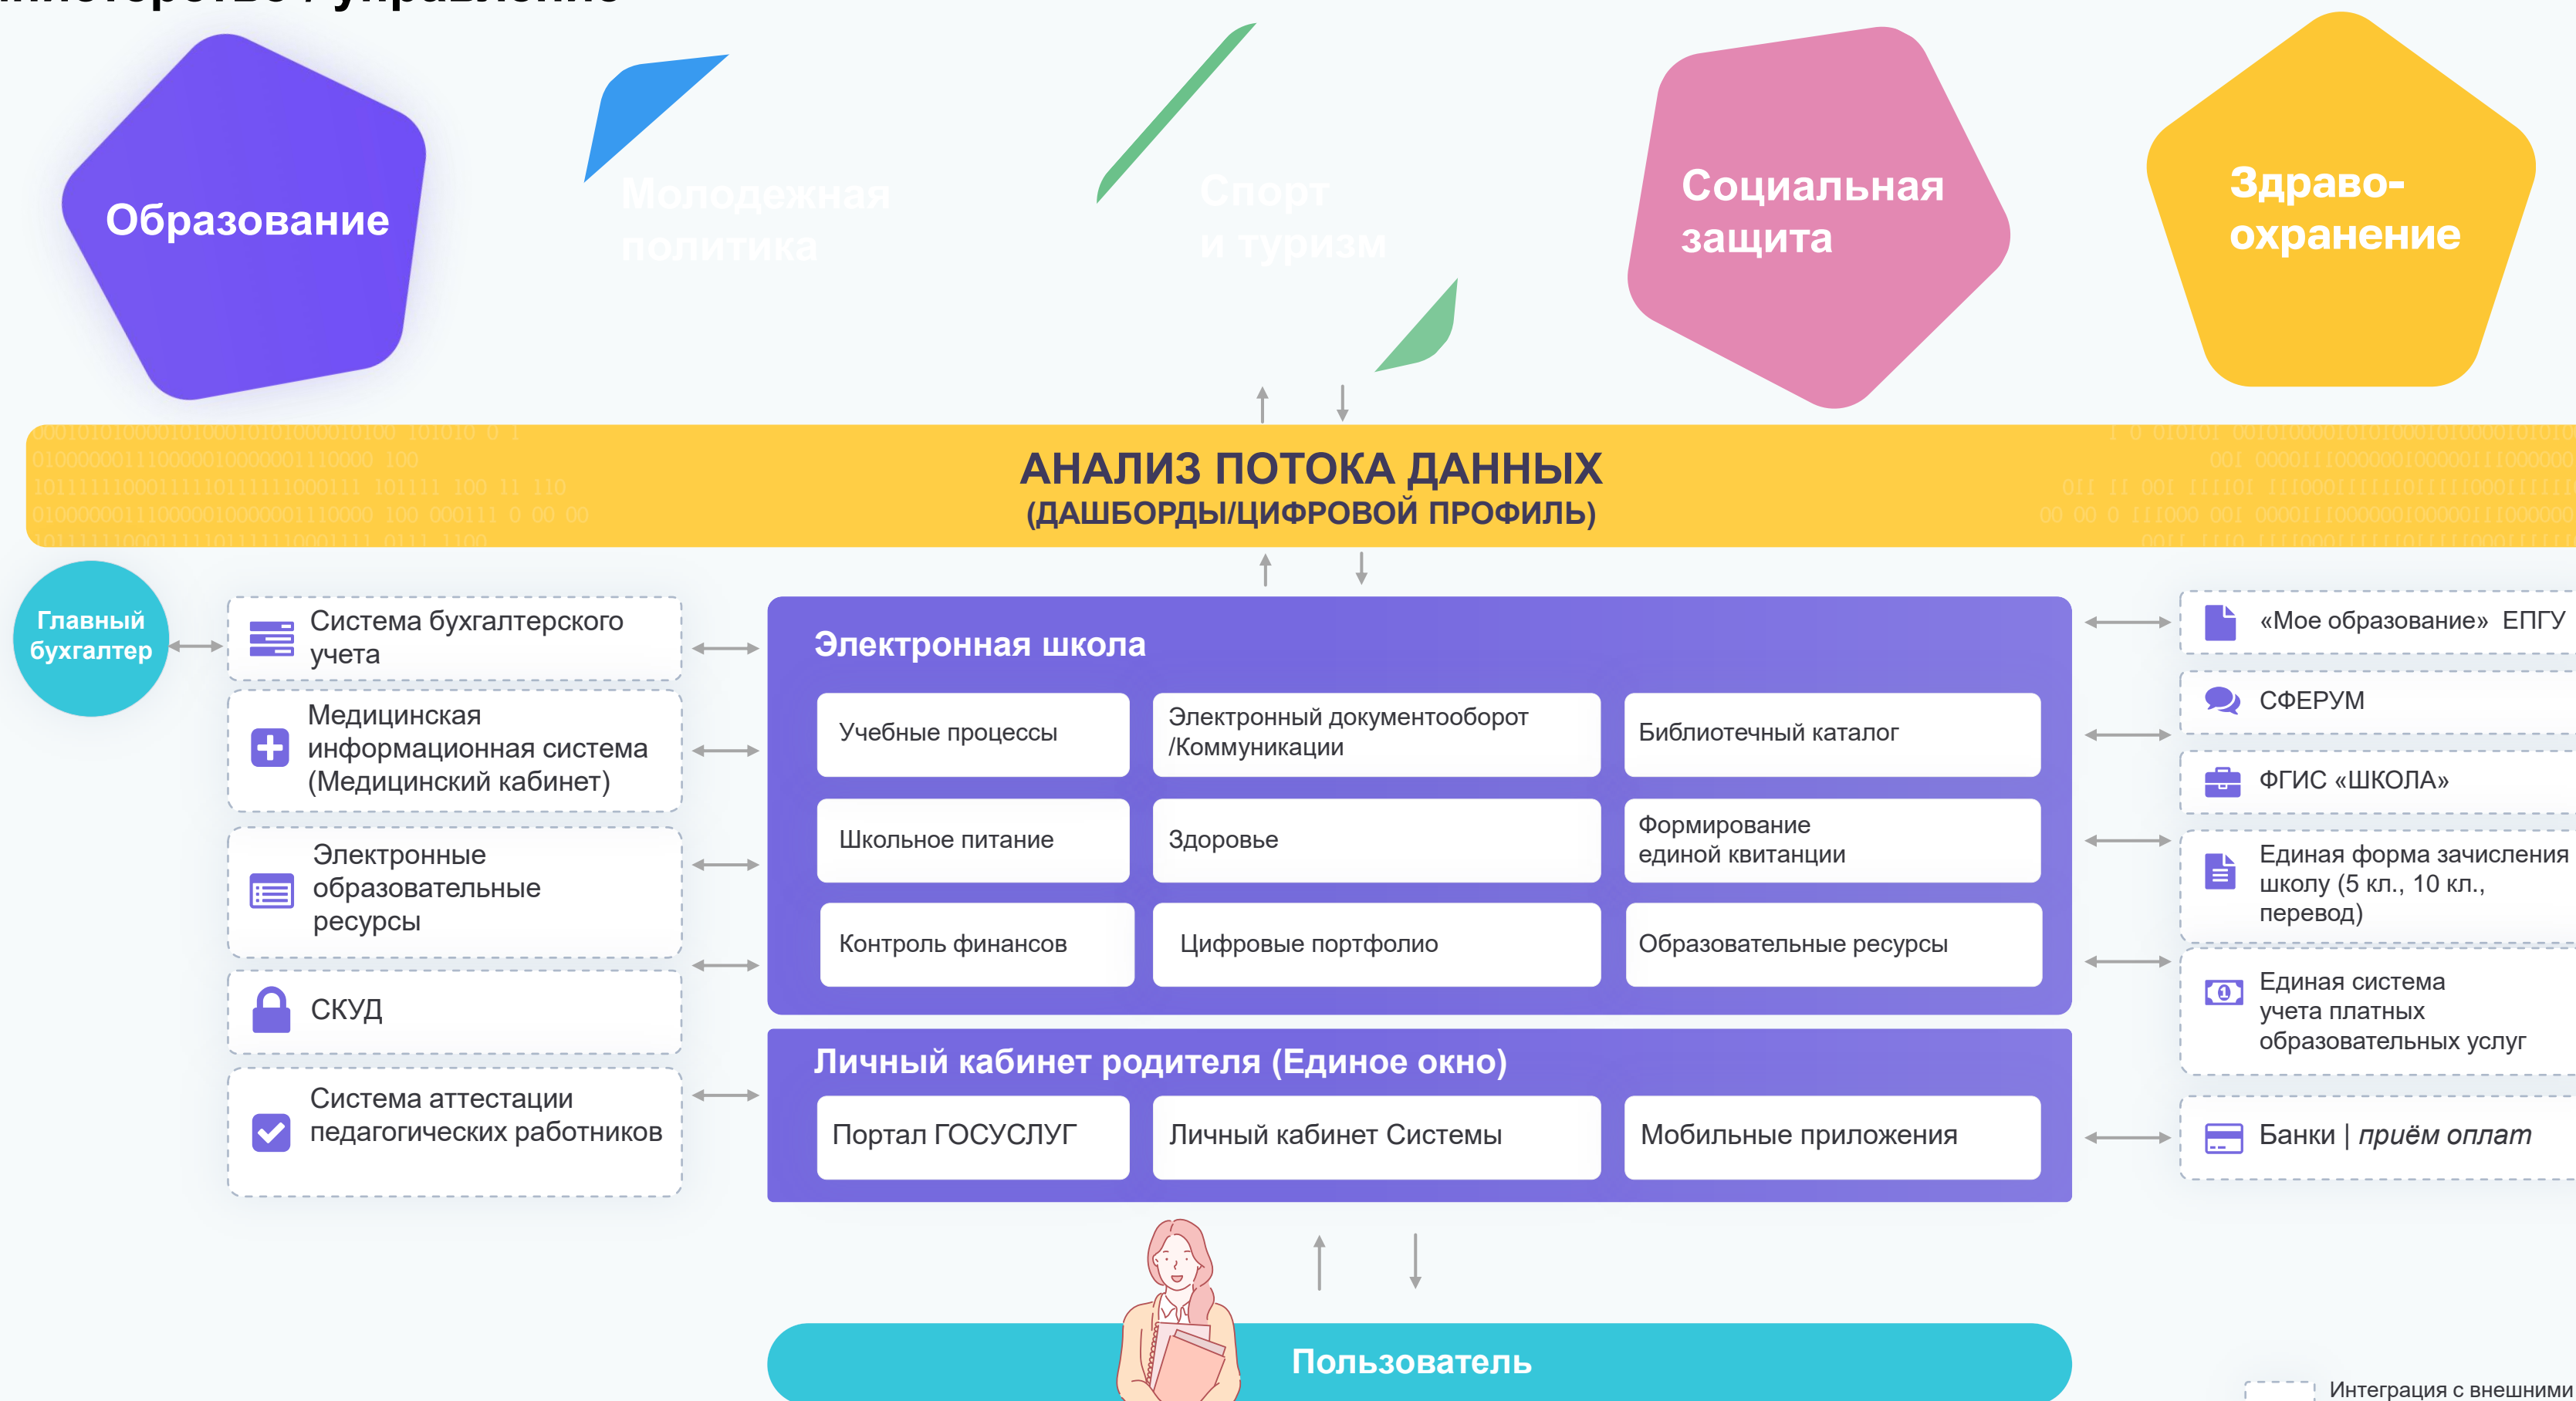 Образование
Молодежная
политика
Спорт
и туризм
Социальная
защита
Здраво-
охранение
АНАЛИЗ ПОТОКА ДАННЫХ
(ДАШБОРДЫ/ЦИФРОВОЙ ПРОФИЛЬ)
Главный
бухгалтер
Система бухгалтерского
учета
Медицинская
информационная система
(Медицинский кабинет)
Электронные
образовательные
ресурсы
СКУД
Система аттестации
педагогических работников
Электронная школа
Учебные процессы
Электронный документооборот
/Коммуникации
Библиотечный каталог
Школьное питание
Здоровье
Формирование
единой квитанции
Контроль финансов
Цифровые портфолио
Образовательные ресурсы
Личный кабинет родителя (Единое окно)
Портал ГОСУСЛУГ
Личный кабинет Системы
Мобильные приложения
«Мое образование» ЕПГУ
СФЕРУМ
ФГИС «ШКОЛА»
Единая форма зачисления
школу (5 кл., 10 кл.,
перевод)
Единая система
учета платных
образовательных услуг
Банки | приём оплат
Пользователь
Интеграция с внешними